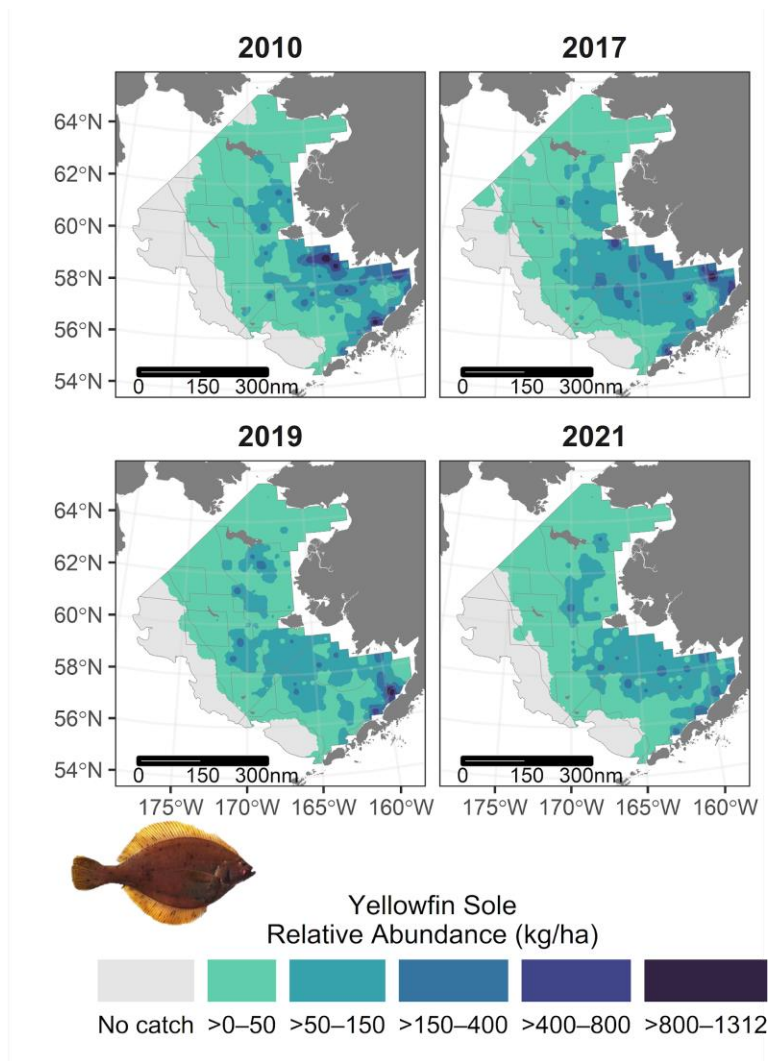 2010 2017
64°N
62°N
60°N
58°N
56°N
54°N
0 150 300nm 0 150 300nm
2019 2021
64°N
62°N
60°N
58°N
56°N
54°N
0 150 300nm 0 150 300nm
175°W 170°W 165°W 160°W 175°W 170°W 165°W 160°W
Yellowfin Sole
Relative Abundance (kg/ha)
No catch >0–50 >50–150 >150–400 >400–800 >800–1312